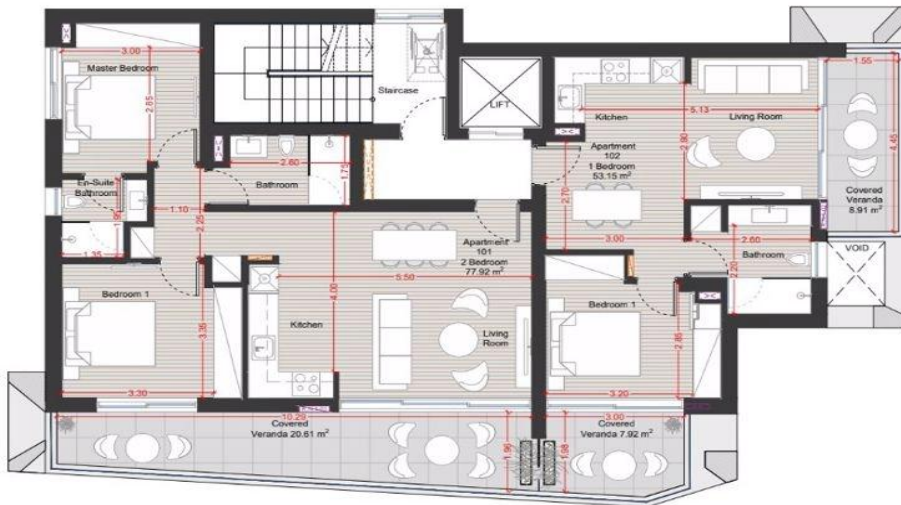 3.00
Master Bedroom
2.85
Staircase
LIFT
Kitchen
5.13
Living Room
1.55
4.45
2.90
Apartment
102
1 Bedroom
53.15 m²
2.70
3.00
Covered
Veranda
8.91 m²
En-Suite
Bathroom
1.95
1.35
1.10
2.25
2.60
1.75
Bathroom
Apartment
101
2 Bedroom
77.92 m²
5.50
4.00
2.60
Bathroom
2.20
VOID
Bedroom 1
3.35
3.30
Kitchen
Living
Room
Bedroom 1
2.85
3.20
10.20
Covered
Veranda 20.61 m²
1.96
3.00
Covered
Veranda 7.92 m²
1.98